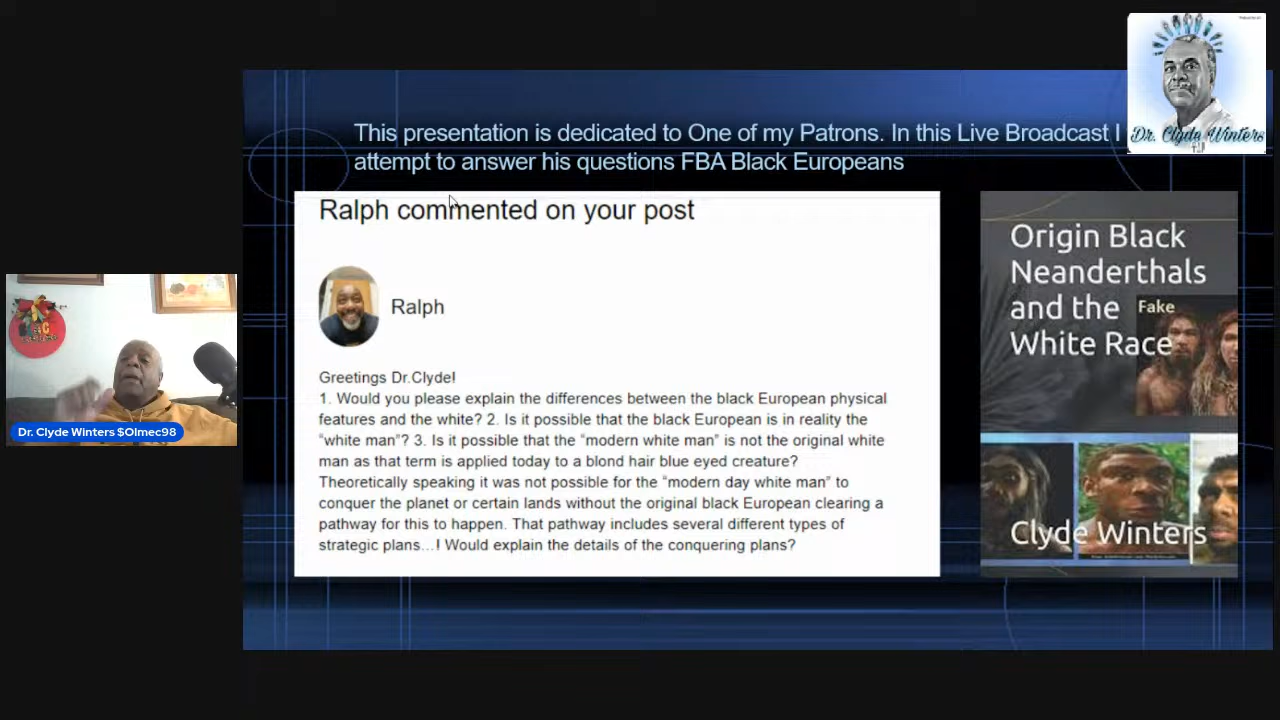 This presentation is dedicated to One of my Patrons. In this Live Broadcast I
attempt to answer his questions FBA Black Europeans
Dr. Clyde Winters
Ralph commented on your post
Ralph
Greetings Dr.Clyde!
1. Would you please explain the differences between the black European physical
features and the white? 2. Is it possible that the black European is in reality the
“white man”? 3. Is it possible that the “modern white man” is not the original white
man as that term is applied today to a blond hair blue eyed creature?
Theoretically speaking it was not possible for the “modern day white man” to
conquer the planet or certain lands without the original black European clearing a
pathway for this to happen. That pathway includes several different types of
strategic plans...! Would explain the details of the conquering plans?
Origin Black
Neanderthals
and the
Fake
White Race
Clyde Winters
Dr. Clyde Winters $Olmec98